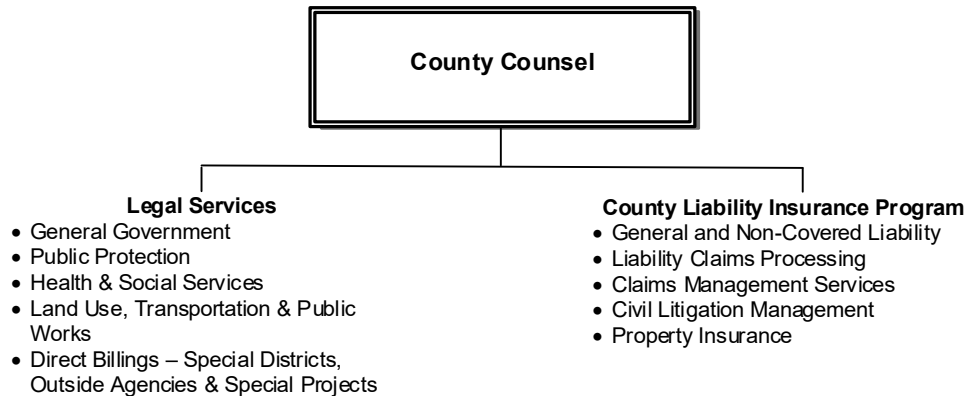 County Counsel
Legal Services
• General Government
• Public Protection
• Health & Social Services
• Land Use, Transportation & Public
Works
• Direct Billings – Special Districts,
Outside Agencies & Special Projects
County Liability Insurance Program
• General and Non-Covered Liability
• Liability Claims Processing
• Claims Management Services
• Civil Litigation Management
• Property Insurance